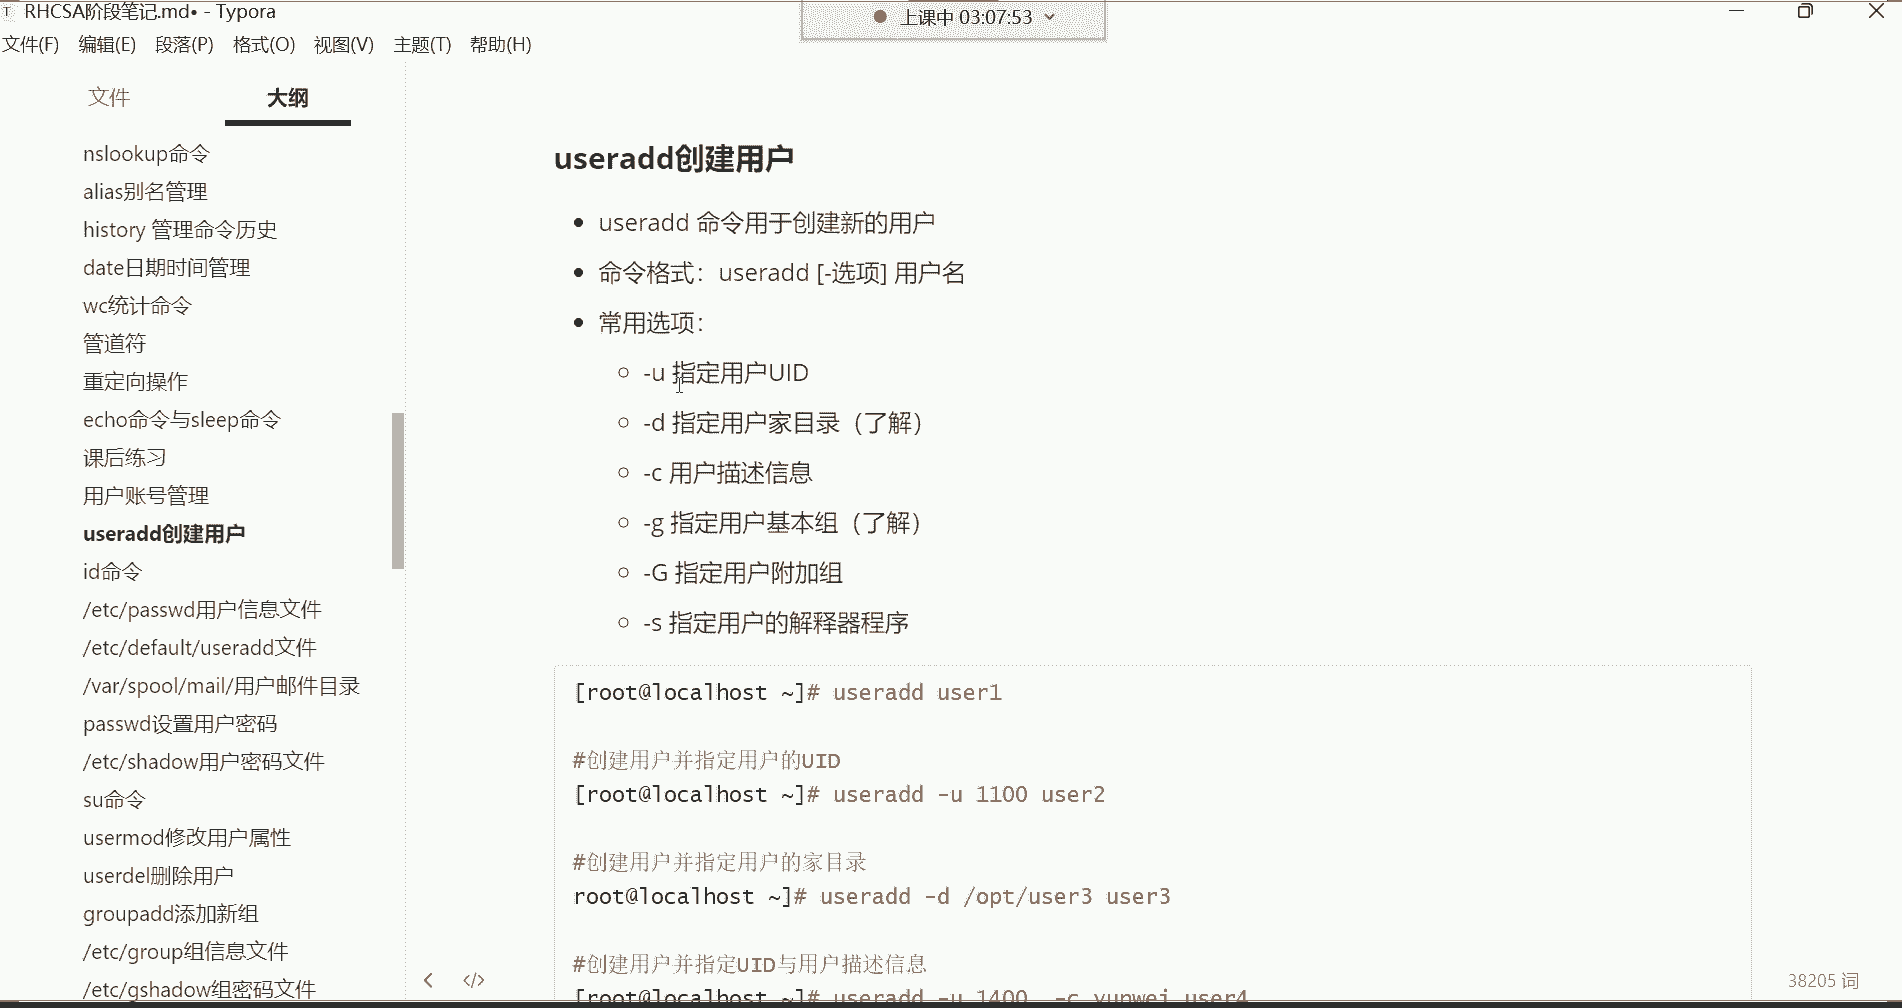 RHCSA阶段笔记.md• - Typora
上课中 03:07:53
文件(F) 编辑(E) 段落(P) 格式(O) 视图(V) 主题(T) 帮助(H)
文件 大纲
nslookup命令
alias别名管理
history 管理命令历史
date日期时间管理
wc统计命令
管道符
重定向操作
echo命令与sleep命令
课后练习
用户账号管理
useradd创建用户
id命令
/etc/passwd用户信息文件
/etc/default/useradd文件
/var/spool/mail/用户邮件目录
passwd设置用户密码
/etc/shadow用户密码文件
su命令
usermod修改用户属性
userdel删除用户
groupadd添加新组
/etc/group组信息文件
/etc/gshadow组密码文件
useradd创建用户
• useradd 命令用于创建新的用户
• 命令格式：useradd [-选项] 用户名
• 常用选项：
◦ -u 指定用户UID
◦ -d 指定用户家目录（了解）
◦ -c 用户描述信息
◦ -g 指定用户基本组（了解）
◦ -G 指定用户附加组
◦ -s 指定用户的解释器程序
[root@localhost ~]# useradd user1
#创建用户并指定用户的UID
[root@localhost ~]# useradd -u 1100 user2
#创建用户并指定用户的家目录
root@localhost ~]# useradd -d /opt/user3 user3
#创建用户并指定UID与用户描述信息
[root@localhost ~]# useradd -u 1400 -c yunwei user4
38205 词